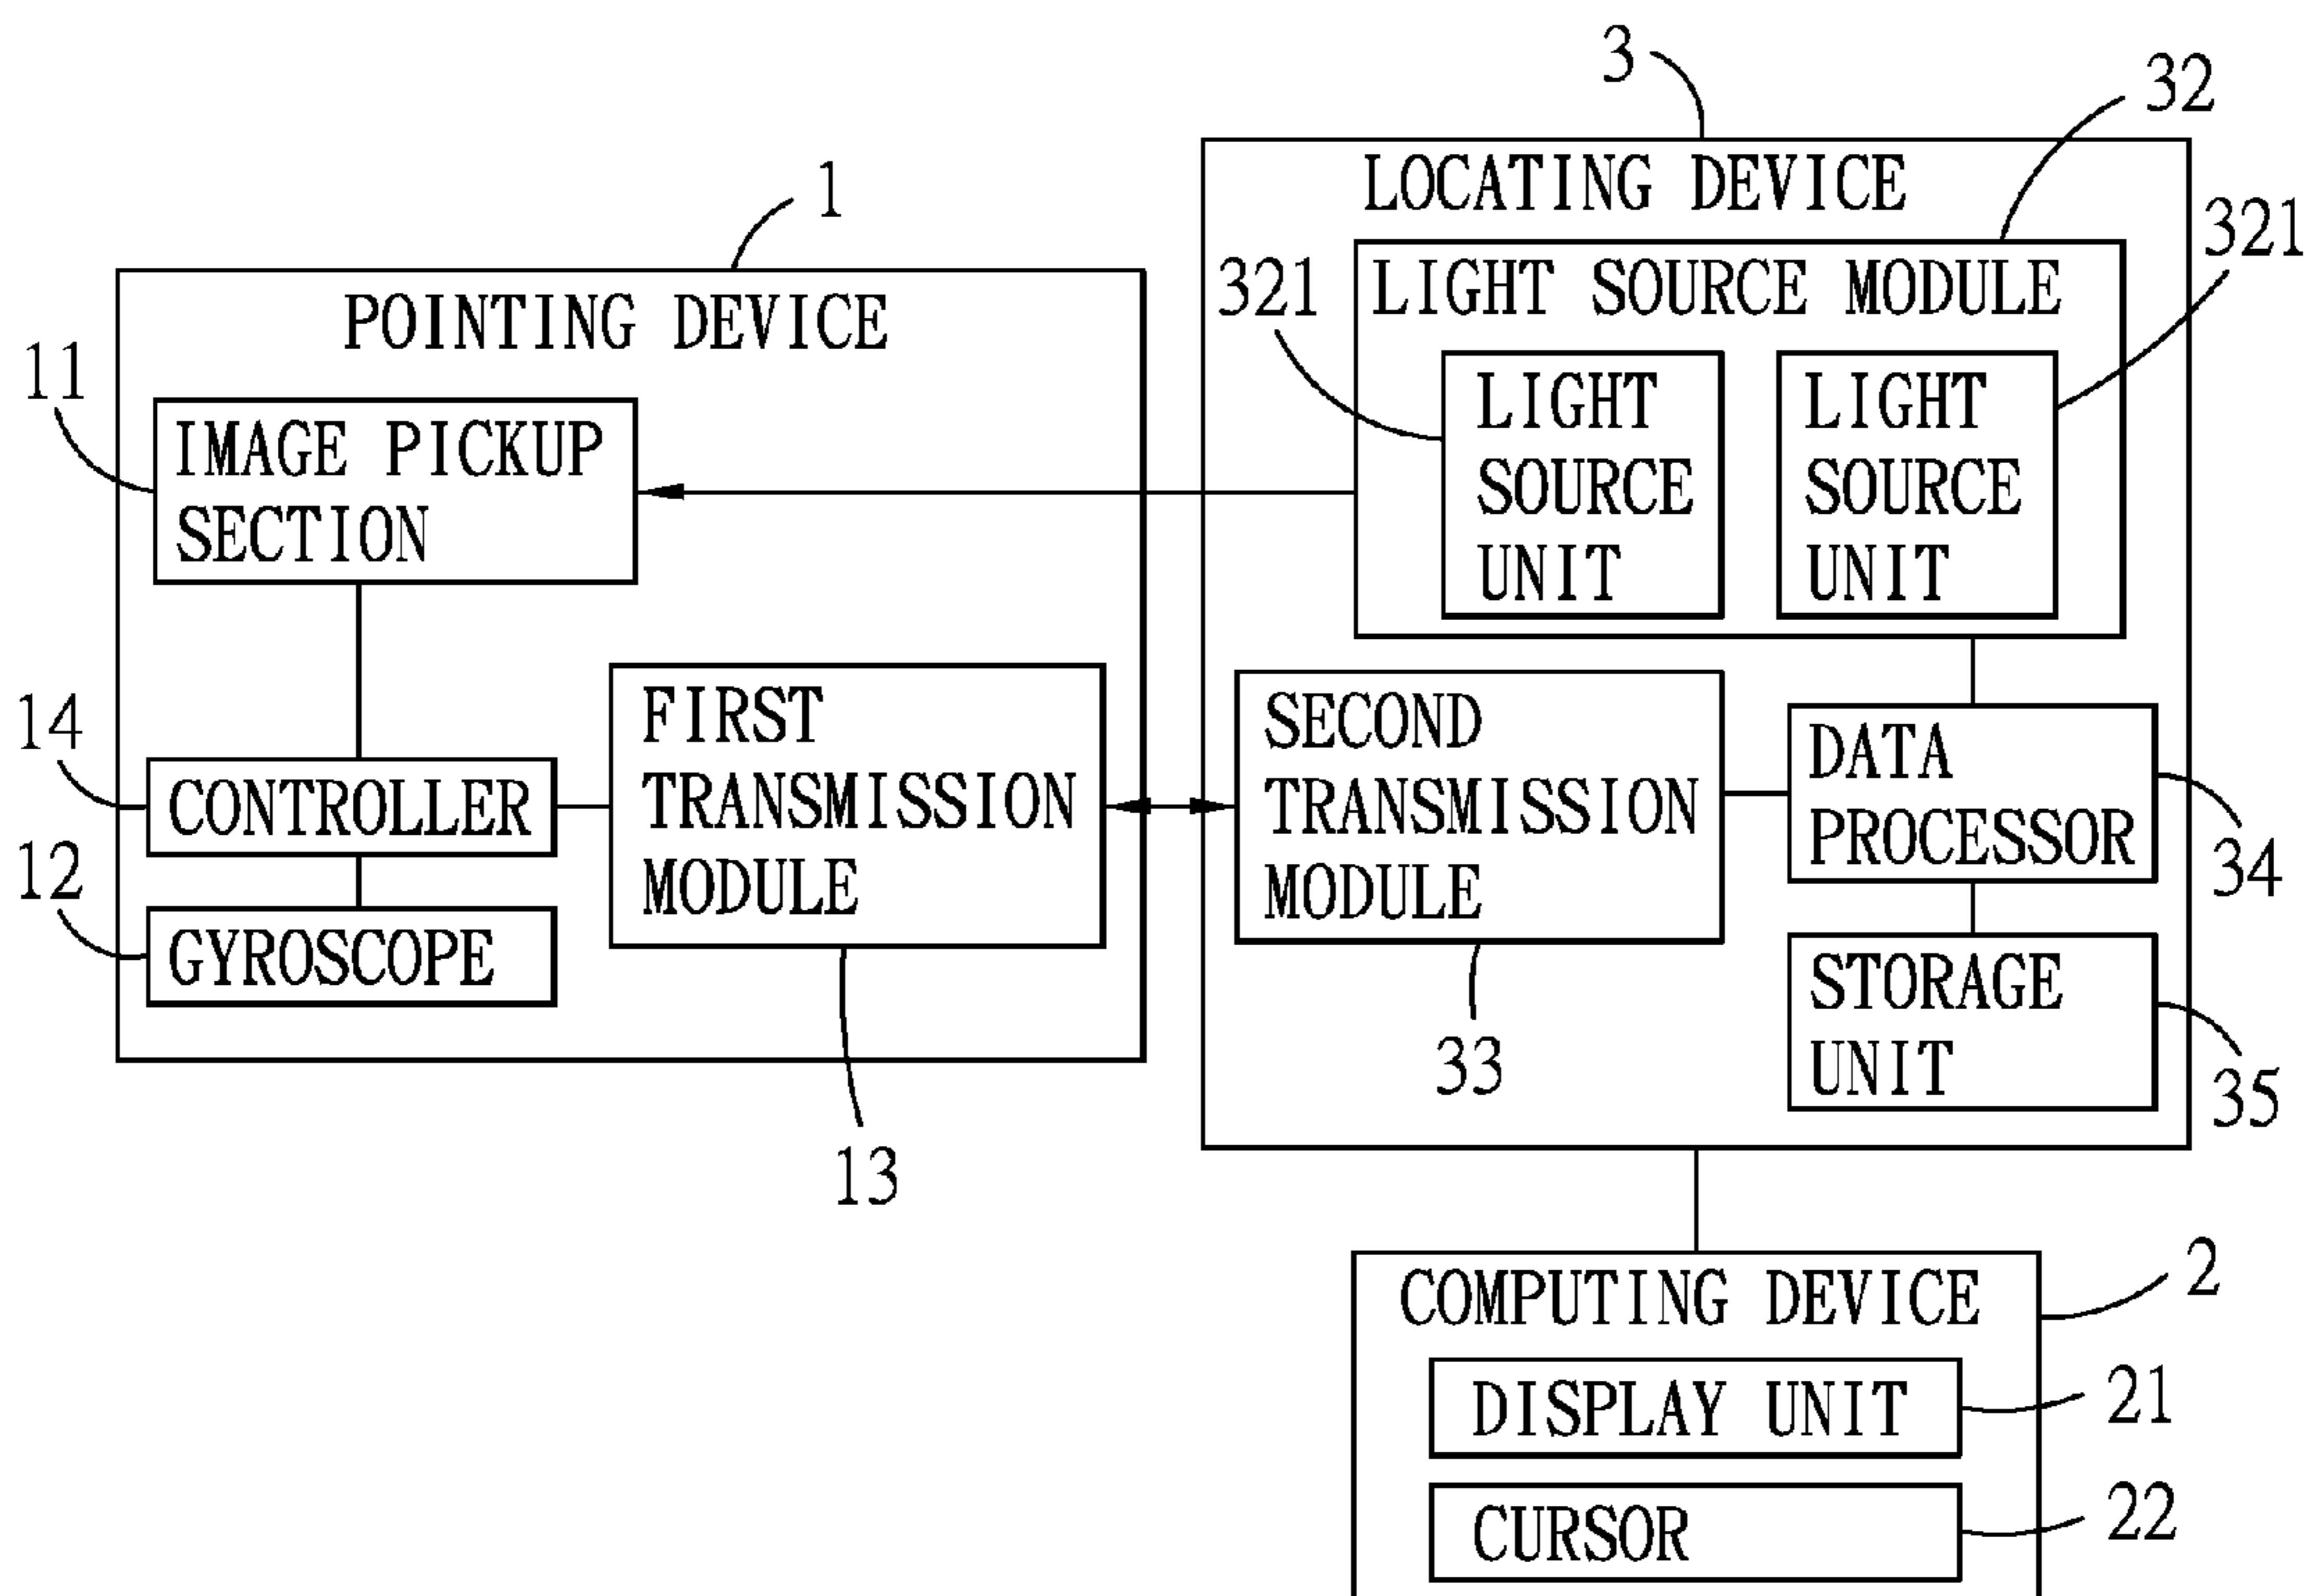 3
32
1
LOCATING DEVICE
321
321
LIGHT SOURCE MODULE
POINTING DEVICE
11
IMAGE PICKUP
SECTION
LIGHT
SOURCE
UNIT
LIGHT
SOURCE
UNIT
14
CONTROLLER
12
GYROSCOPE
FIRST
TRANSMISSION
MODULE
13
SECOND
TRANSMISSION
MODULE
33
DATA
PROCESSOR
34
STORAGE
UNIT
35
2
COMPUTING DEVICE
DISPLAY UNIT
21
CURSOR
22